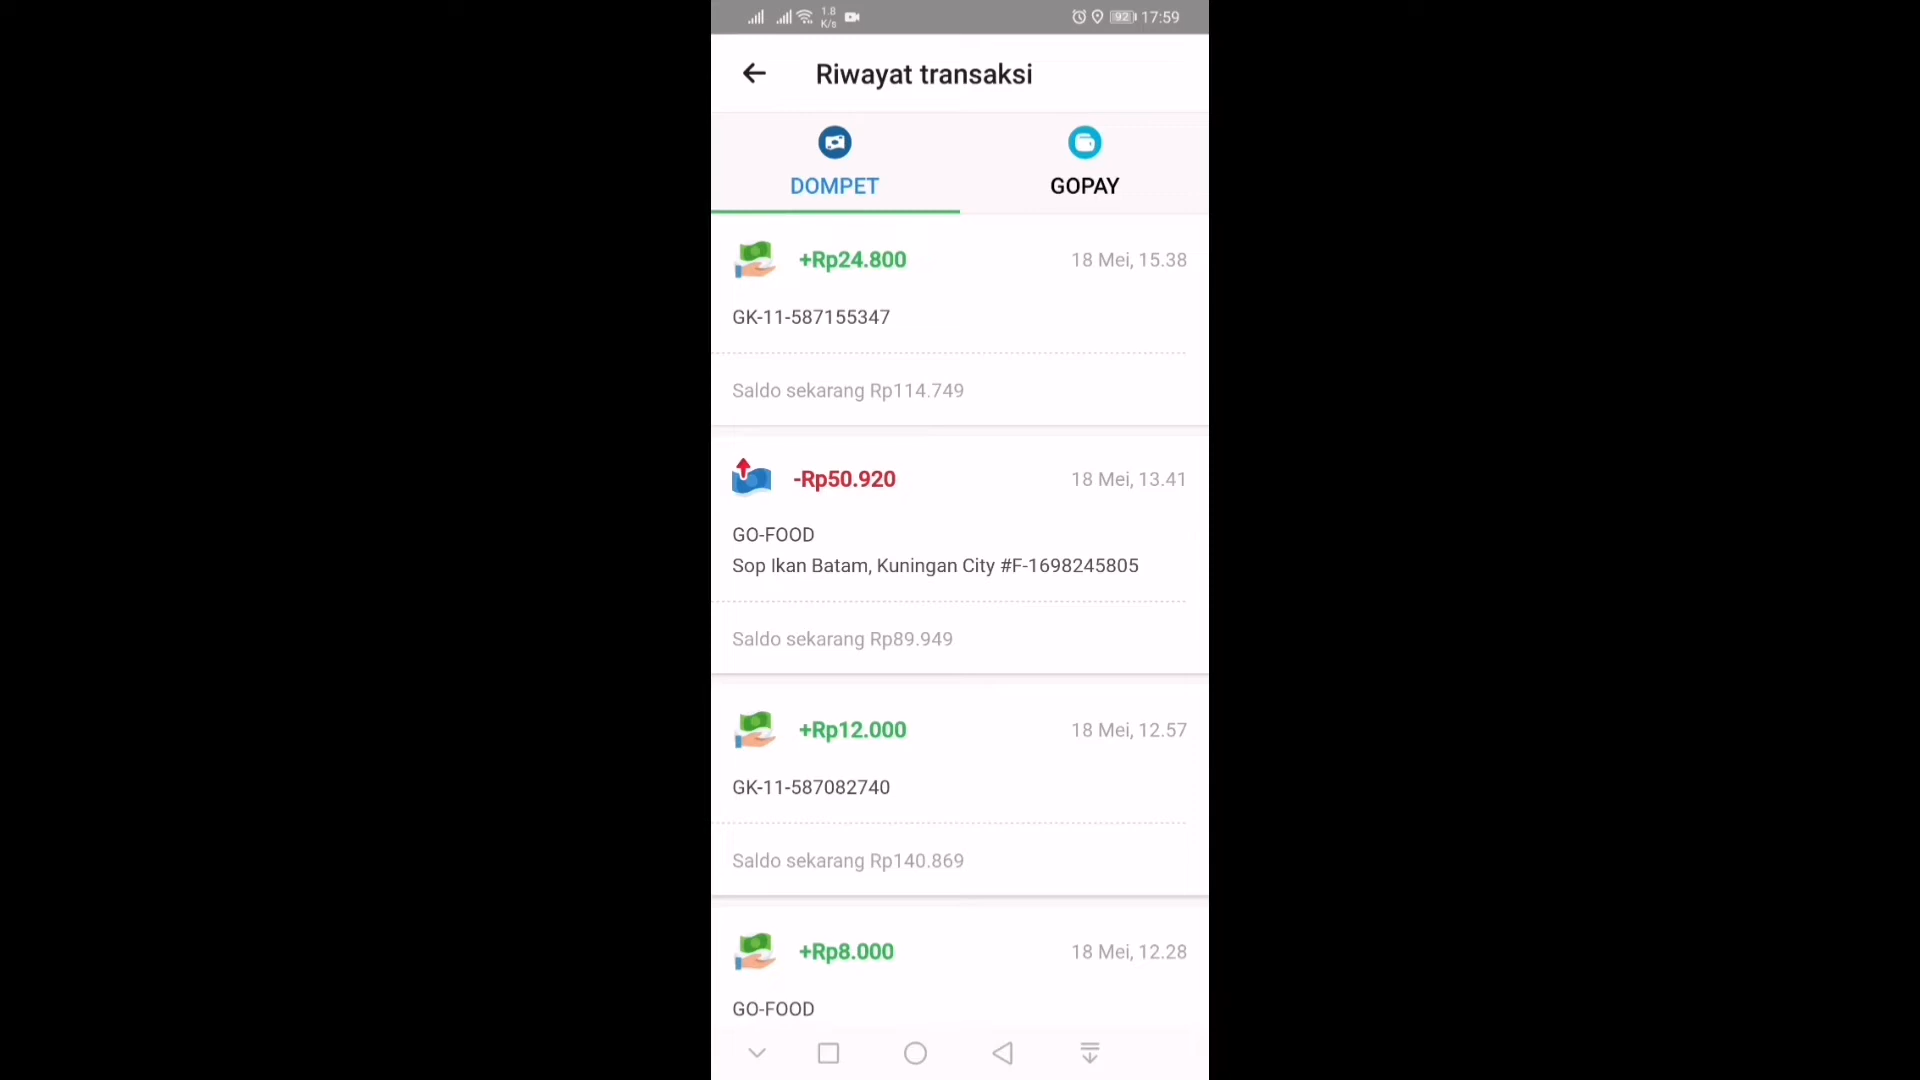 1.8
K/s
92
17:59
Riwayat transaksi
DOMPET
GOPAY
+Rp24.800
18 Mei, 15.38
GK-11-587155347
Saldo sekarang Rp114.749
-Rp50.920
18 Mei, 13.41
GO-FOOD
Sop Ikan Batam, Kuningan City #F-1698245805
Saldo sekarang Rp89.949
+Rp12.000
18 Mei, 12.57
GK-11-587082740
Saldo sekarang Rp140.869
+Rp8.000
18 Mei, 12.28
GO-FOOD